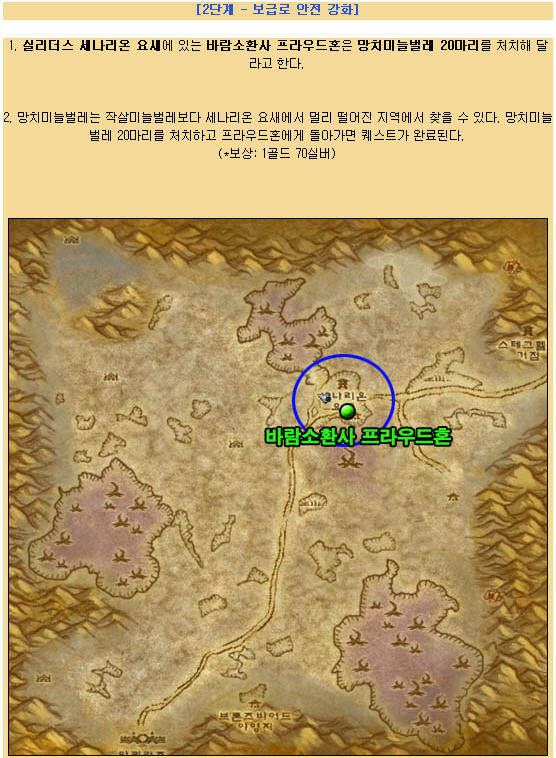 [2단계 - 보급로 안전 강화]
1. 실리더스 세나리온 요새에 있는 바람소환사 프라우드혼은 망치미늘벌레 20마리를 처치해 달
라고 한다.
2. 망치미늘벌레는 작살미늘벌레보다 세나리온 요새에서 멀리 떨어진 지역에서 찾을 수 있다. 망치미늘
벌레 20마리를 처치하고 프라우드혼에게 돌아가면 퀘스트가 완료된다.
(*보상: 1골드 70실버)
스테그헬
거점
세나리온
바람소환사 프라우드혼
브론즈비어드
야영지